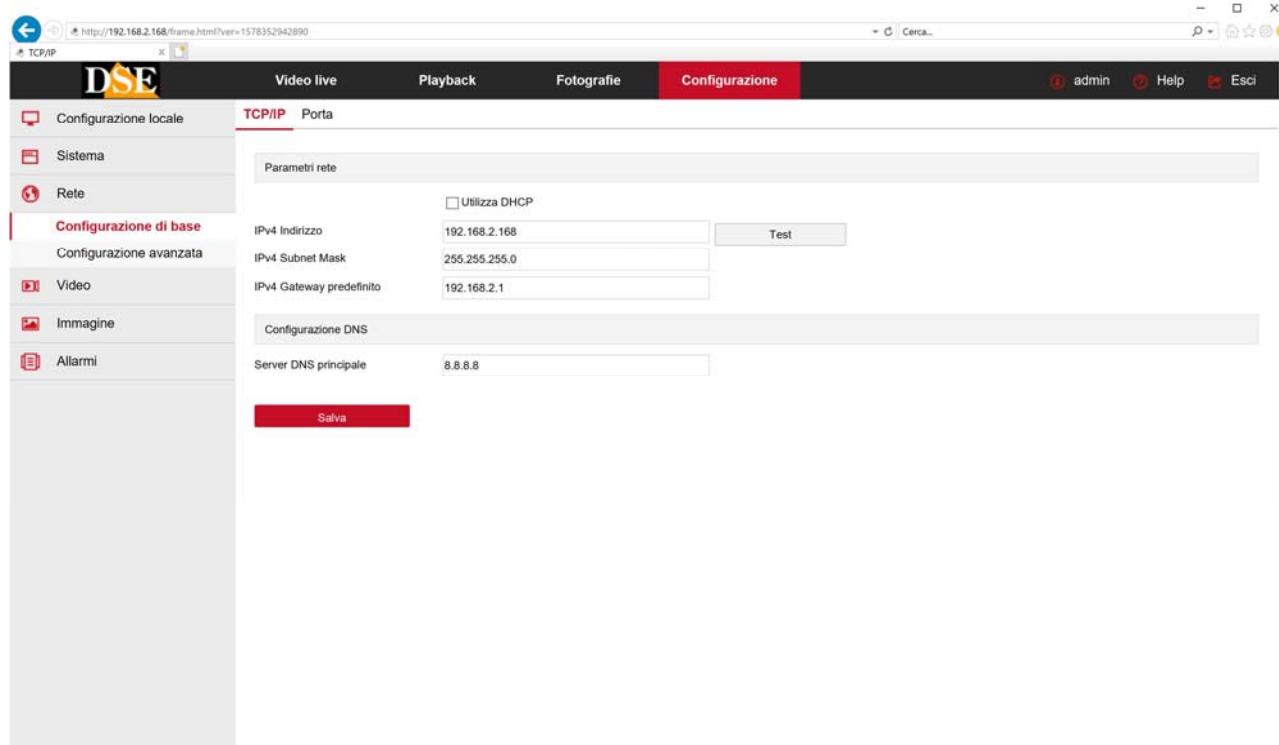 http://192.168.2.168/frame.html?ver=1578352942890 Cerca...
TCP/IP
DSE Video live Playback Fotografie Configurazione admin Help Esci
Configurazione locale
Sistema
Rete
Configurazione di base
Configurazione avanzata
Video
Immagine
Allarmi
TCP/IP Porta
Parametri rete
Utilizza DHCP
IPv4 Indirizzo 192.168.2.168 Test
IPv4 Subnet Mask 255.255.255.0
IPv4 Gateway predefinito 192.168.2.1
Configurazione DNS
Server DNS principale 8.8.8.8
Salva